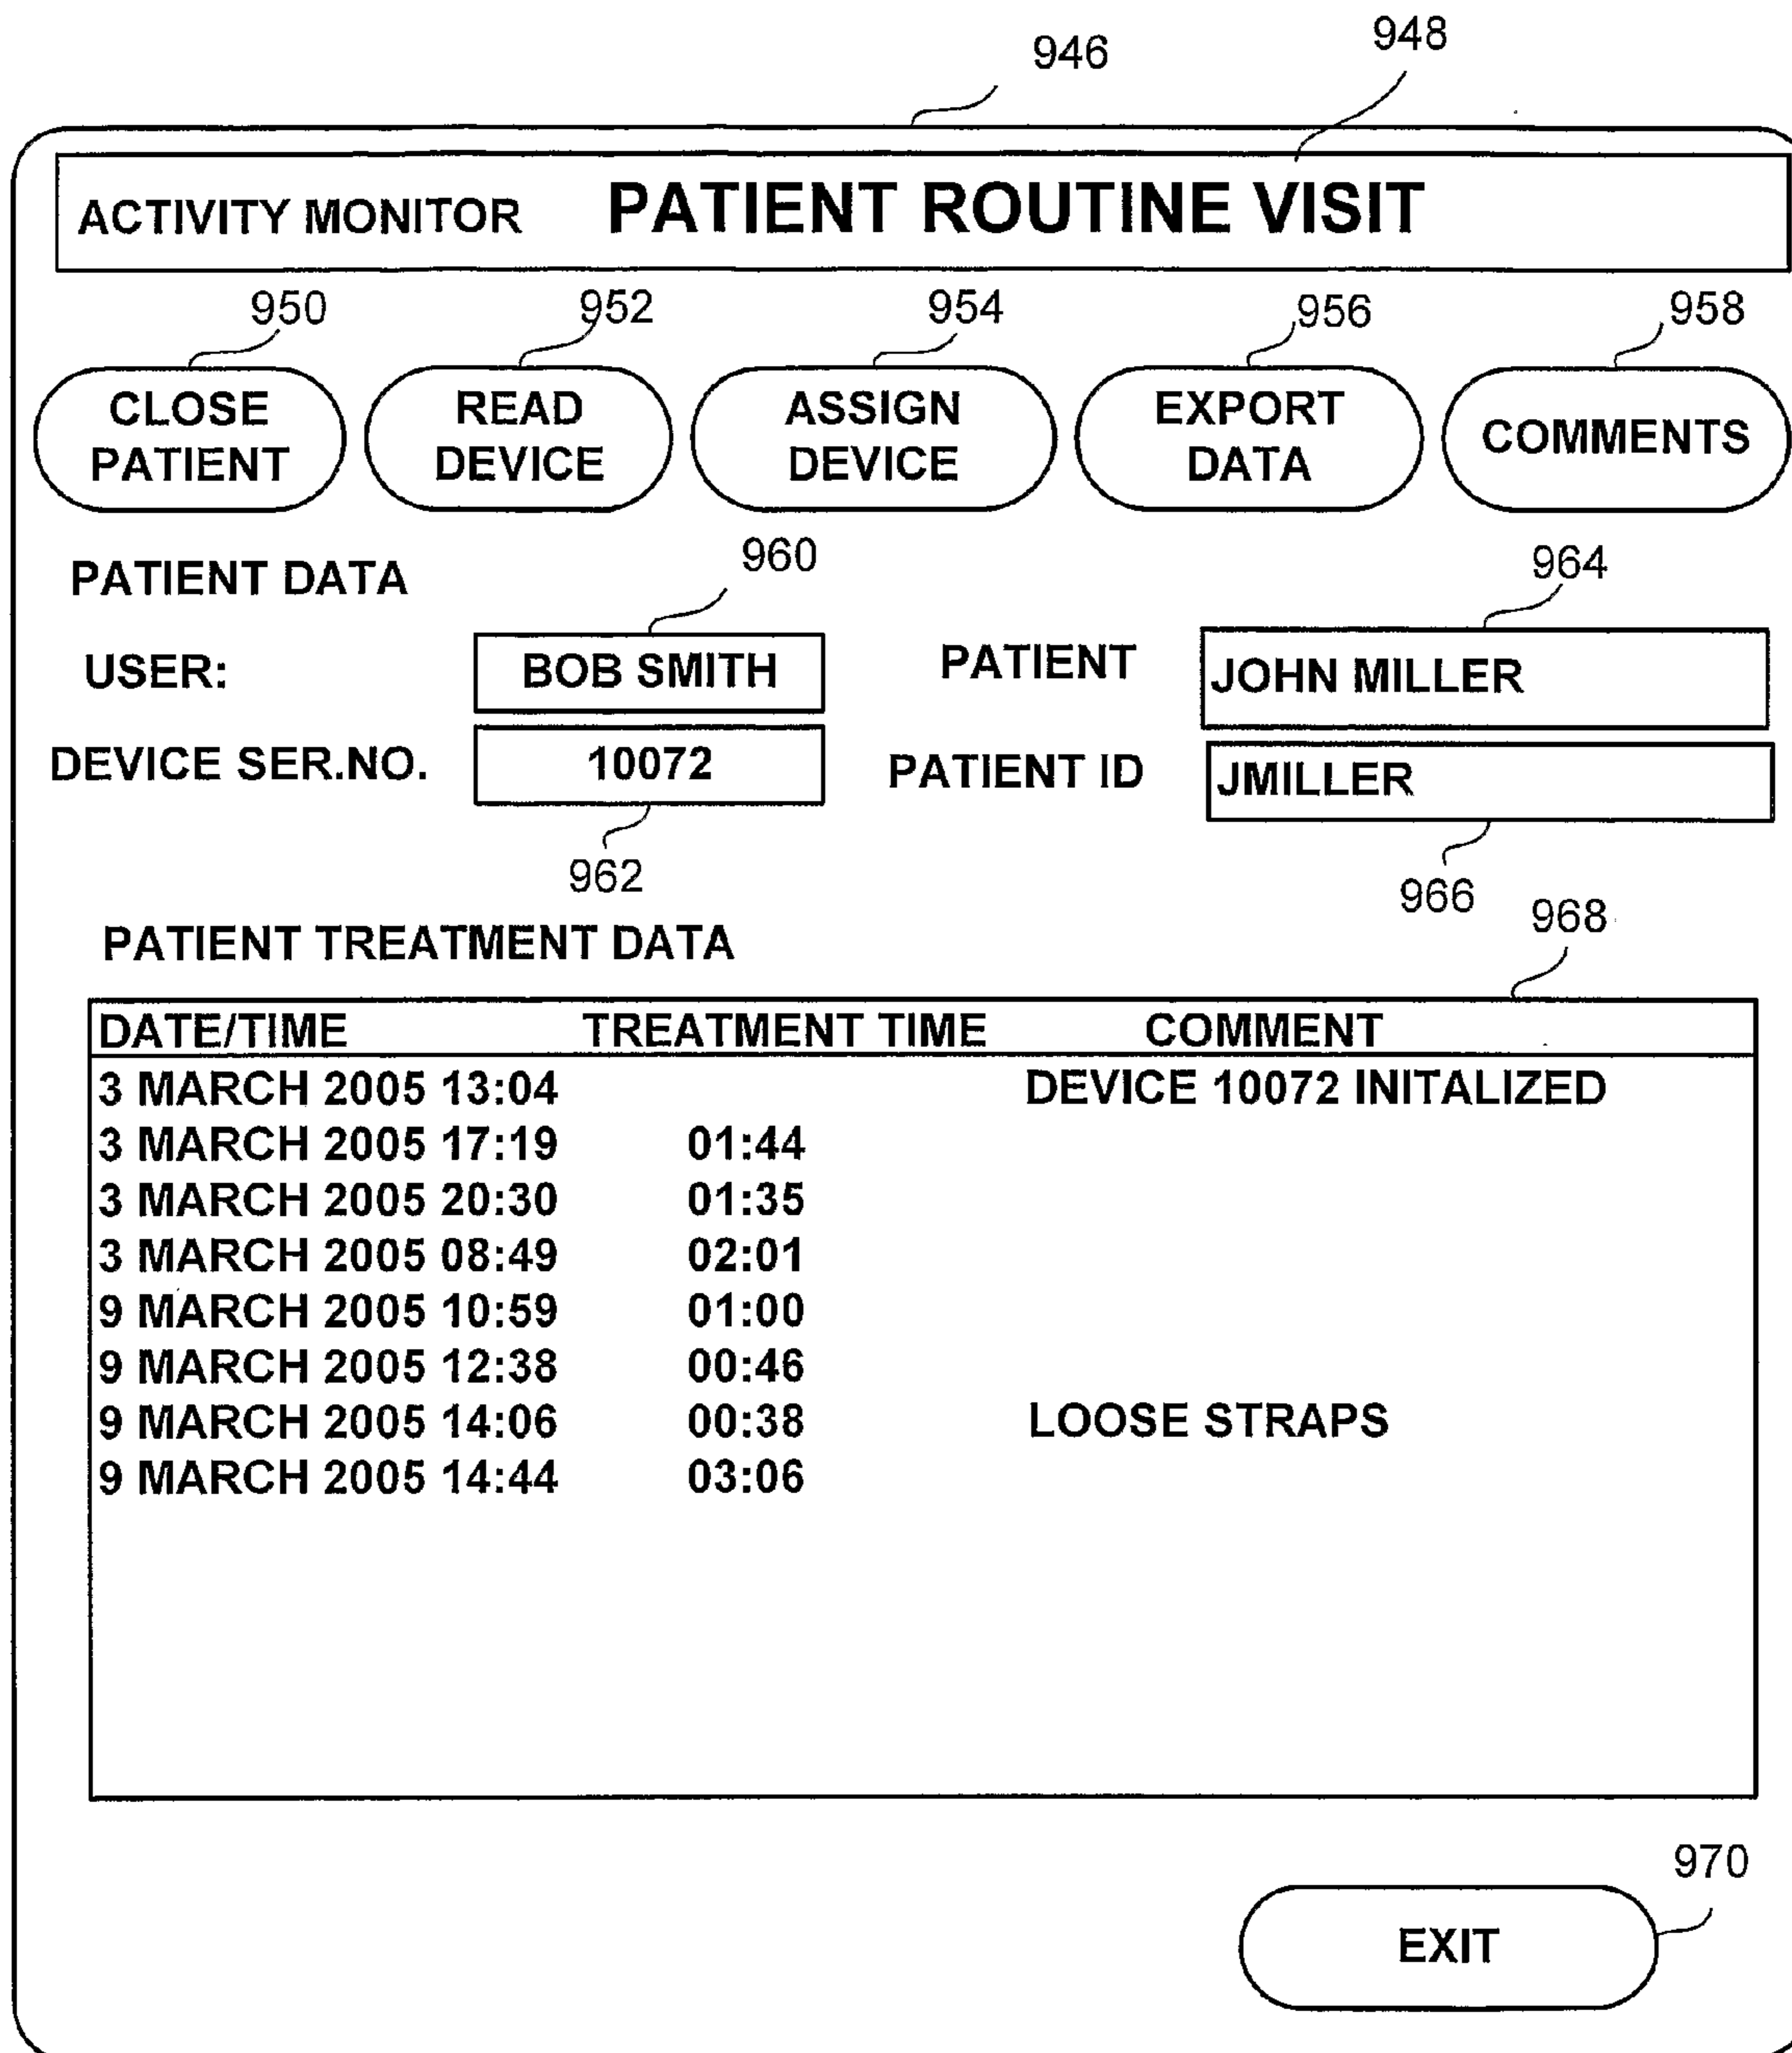 946
948
ACTIVITY MONITOR PATIENT ROUTINE VISIT
950 952 954 956 958
CLOSE PATIENT
READ DEVICE
ASSIGN DEVICE
EXPORT DATA
COMMENTS
PATIENT DATA
960
964
USER: BOB SMITH PATIENT JOHN MILLER
DEVICE SER.NO. 10072 PATIENT ID JMILLER
962
966
968
PATIENT TREATMENT DATA
DATE/TIME TREATMENT TIME COMMENT
3 MARCH 2005 13:04 DEVICE 10072 INITALIZED
3 MARCH 2005 17:19 01:44
3 MARCH 2005 20:30 01:35
3 MARCH 2005 08:49 02:01
9 MARCH 2005 10:59 01:00
9 MARCH 2005 12:38 00:46
9 MARCH 2005 14:06 00:38 LOOSE STRAPS
9 MARCH 2005 14:44 03:06
970
EXIT